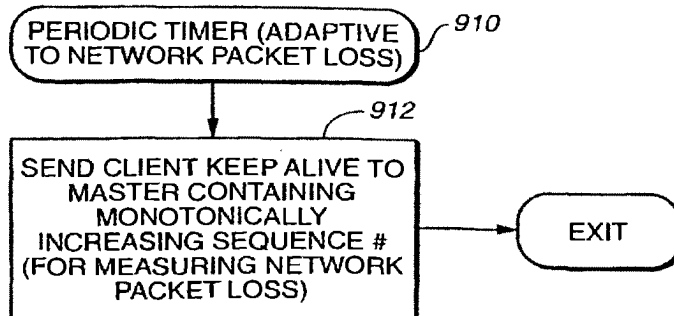 PERIODIC TIMER (ADAPTIVE
TO NETWORK PACKET LOSS)
910
912
SEND CLIENT KEEP ALIVE TO
MASTER CONTAINING
MONOTONICALLY
INCREASING SEQUENCE #
(FOR MEASURING NETWORK
PACKET LOSS)
EXIT